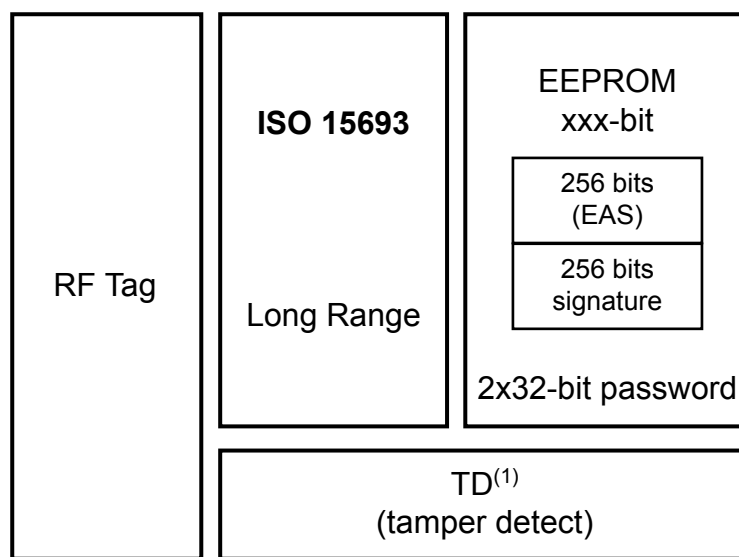 RF Tag
ISO 15693
Long Range
EEPROM
xxx-bit
256 bits
(EAS)
256 bits
signature
2x32-bit password
TD(1)
(tamper detect)